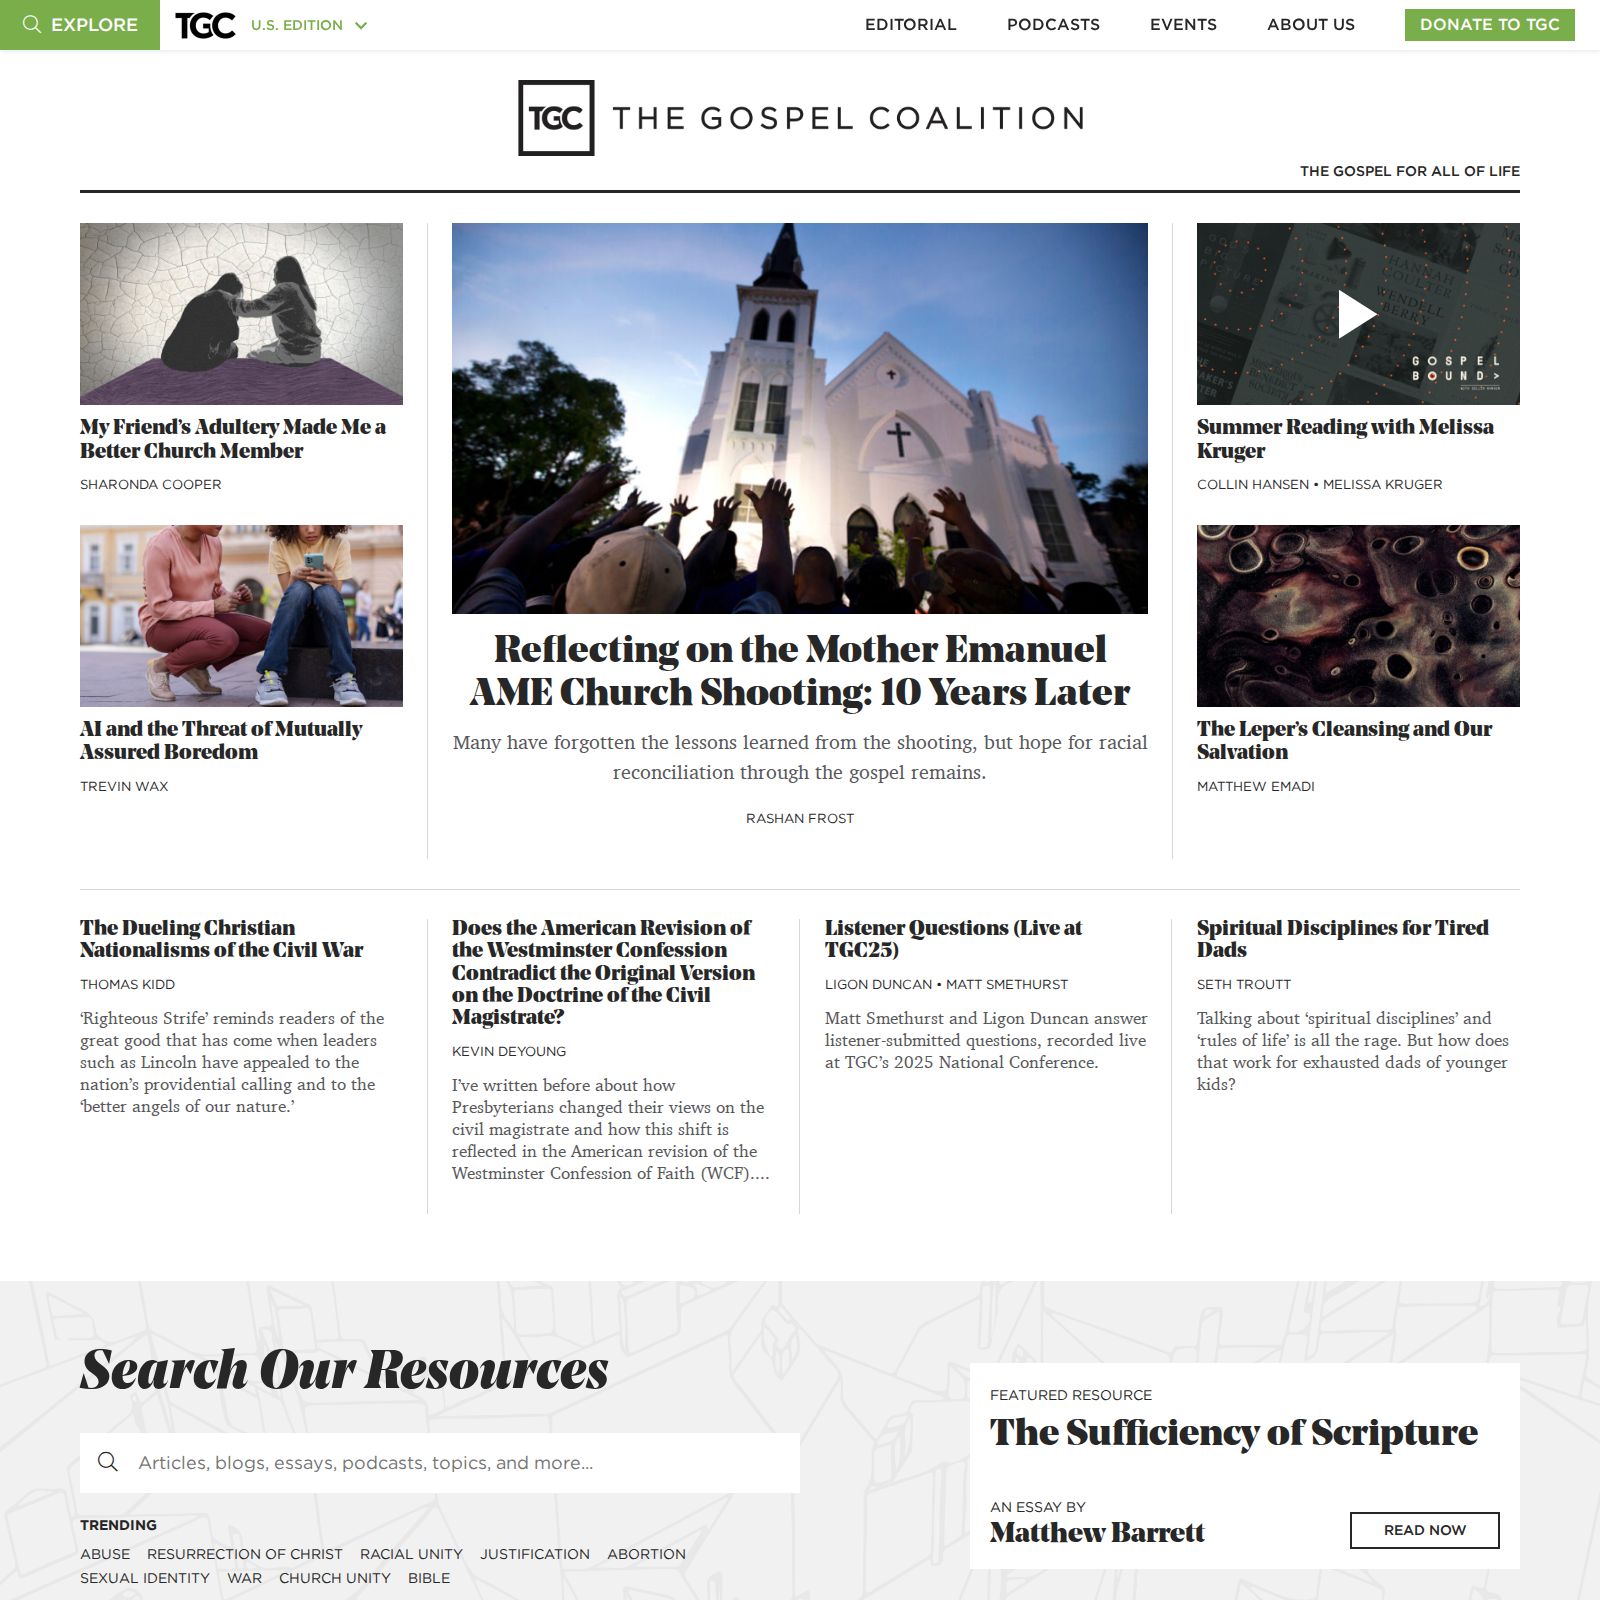 EXPLORE
TGC
U.S. EDITION
EDITORIAL
PODCASTS
EVENTS
ABOUT US
DONATE TO TGC
TGC THE GOSPEL COALITION
THE GOSPEL FOR ALL OF LIFE
My Friend's Adultery Made Me a
Better Church Member
SHARONDA COOPER
AI and the Threat of Mutually
Assured Boredom
TREVIN WAX
Reflecting on the Mother Emanuel
AME Church Shooting: 10 Years Later
Many have forgotten the lessons learned from the shooting, but hope for racial
reconciliation through the gospel remains.
RASHAN FROST
HANNAH
COULTER
WENDELL
BERRY
GOSPEL
BOUND>
Summer Reading with Melissa
Kruger
COLLIN HANSEN • MELISSA KRUGER
The Leper's Cleansing and Our
Salvation
MATTHEW EMADI
The Dueling Christian
Nationalisms of the Civil War
THOMAS KIDD
‘Righteous Strife’ reminds readers of the
great good that has come when leaders
such as Lincoln have appealed to the
nation’s providential calling and to the
‘better angels of our nature.’
Does the American Revision of
the Westminster Confession
Contradict the Original Version
on the Doctrine of the Civil
Magistrate?
KEVIN DEYOUNG
I’ve written before about how
Presbyterians changed their views on the
civil magistrate and how this shift is
reflected in the American revision of the
Westminster Confession of Faith (WCF)....
Listener Questions (Live at
TGC25)
LIGON DUNCAN • MATT SMETHURST
Matt Smethurst and Ligon Duncan answer
listener-submitted questions, recorded live
at TGC’s 2025 National Conference.
Spiritual Disciplines for Tired
Dads
SETH TROUTT
Talking about ‘spiritual disciplines’ and
‘rules of life’ is all the rage. But how does
that work for exhausted dads of younger
kids?
Search Our Resources
Articles, blogs, essays, podcasts, topics, and more...
TRENDING
ABUSE RESURRECTION OF CHRIST RACIAL UNITY JUSTIFICATION ABORTION
SEXUAL IDENTITY WAR CHURCH UNITY BIBLE
FEATURED RESOURCE
The Sufficiency of Scripture
AN ESSAY BY
Matthew Barrett
READ NOW